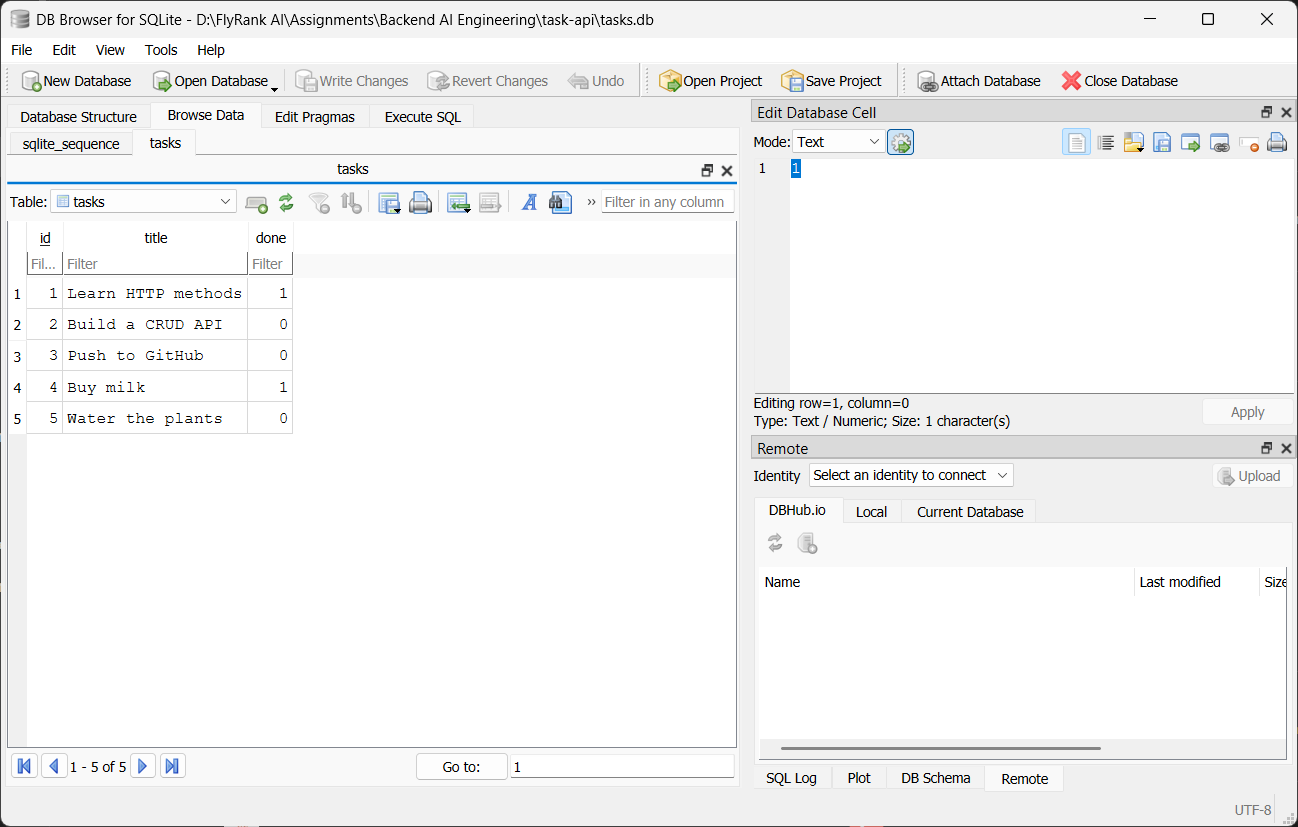 DB Browser for SQLite - D:\FlyRank AI\Assignments\Backend AI Engineering\task-api\tasks.db
File Edit View Tools Help
New Database Open Database Write Changes Revert Changes Undo Open Project Save Project Attach Database Close Database
Database Structure Browse Data Edit Pragmas Execute SQL
sqlite_sequence tasks
tasks
Table: tasks » Filter in any column
id title done
Fil... Filter Filter
1 1 Learn HTTP methods 1
2 2 Build a CRUD API 0
3 3 Push to GitHub 0
4 4 Buy milk 1
5 5 Water the plants 0
1 - 5 of 5 Go to: 1
Edit Database Cell
Mode: Text
1 1
Editing row=1, column=0
Type: Text / Numeric; Size: 1 character(s)
Apply
Remote
Identity Select an identity to connect Upload
DBHub.io Local Current Database
Name Last modified Size
SQL Log Plot DB Schema Remote
UTF-8